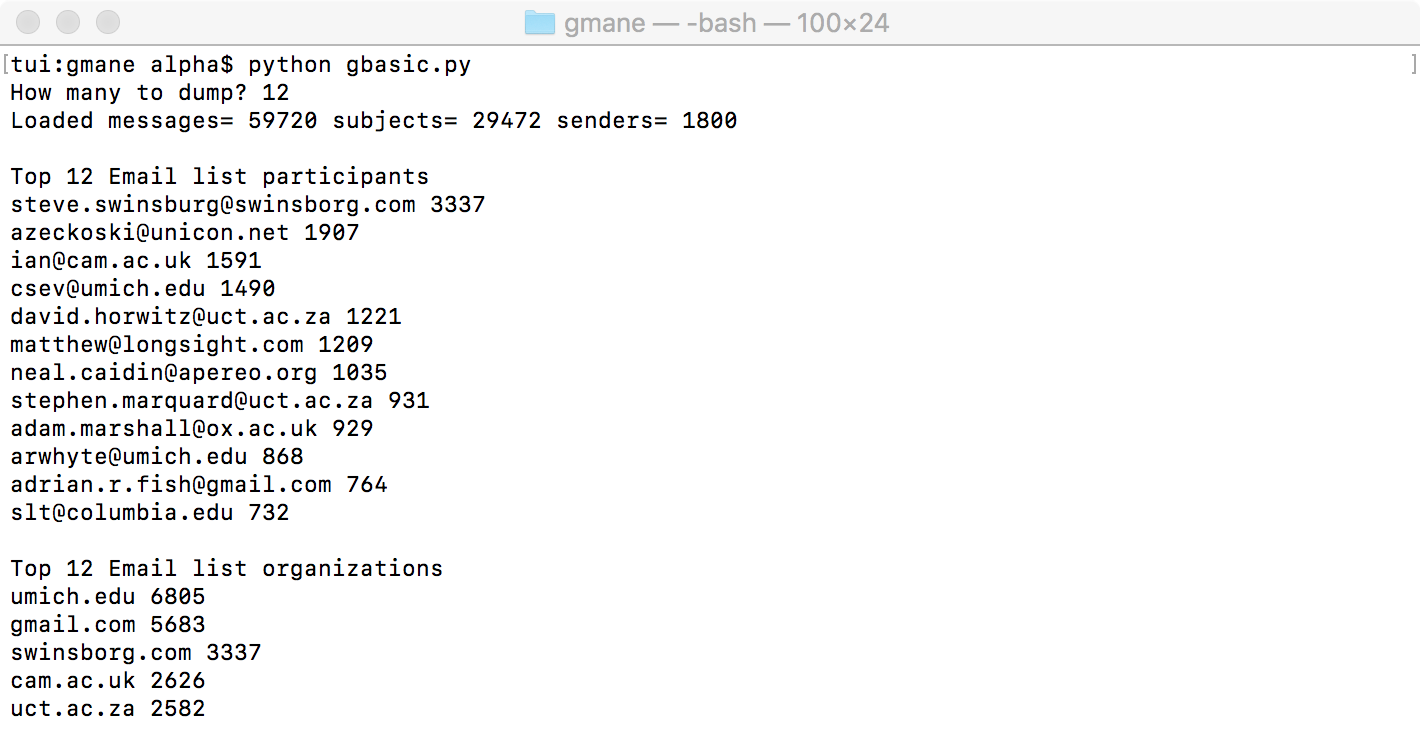 gmane — -bash — 100×24
[tui:gmane alpha$ python gbasic.py ]
How many to dump? 12
Loaded messages= 59720 subjects= 29472 senders= 1800
Top 12 Email list participants
steve.swinsburg@swinsborg.com 3337
azeckoski@unicon.net 1907
ian@cam.ac.uk 1591
csev@umich.edu 1490
david.horwitz@uct.ac.za 1221
matthew@longsight.com 1209
neal.caidin@apereo.org 1035
stephen.marquard@uct.ac.za 931
adam.marshall@ox.ac.uk 929
arwhyte@umich.edu 868
adrian.r.fish@gmail.com 764
slt@columbia.edu 732
Top 12 Email list organizations
umich.edu 6805
gmail.com 5683
swinsborg.com 3337
cam.ac.uk 2626
uct.ac.za 2582